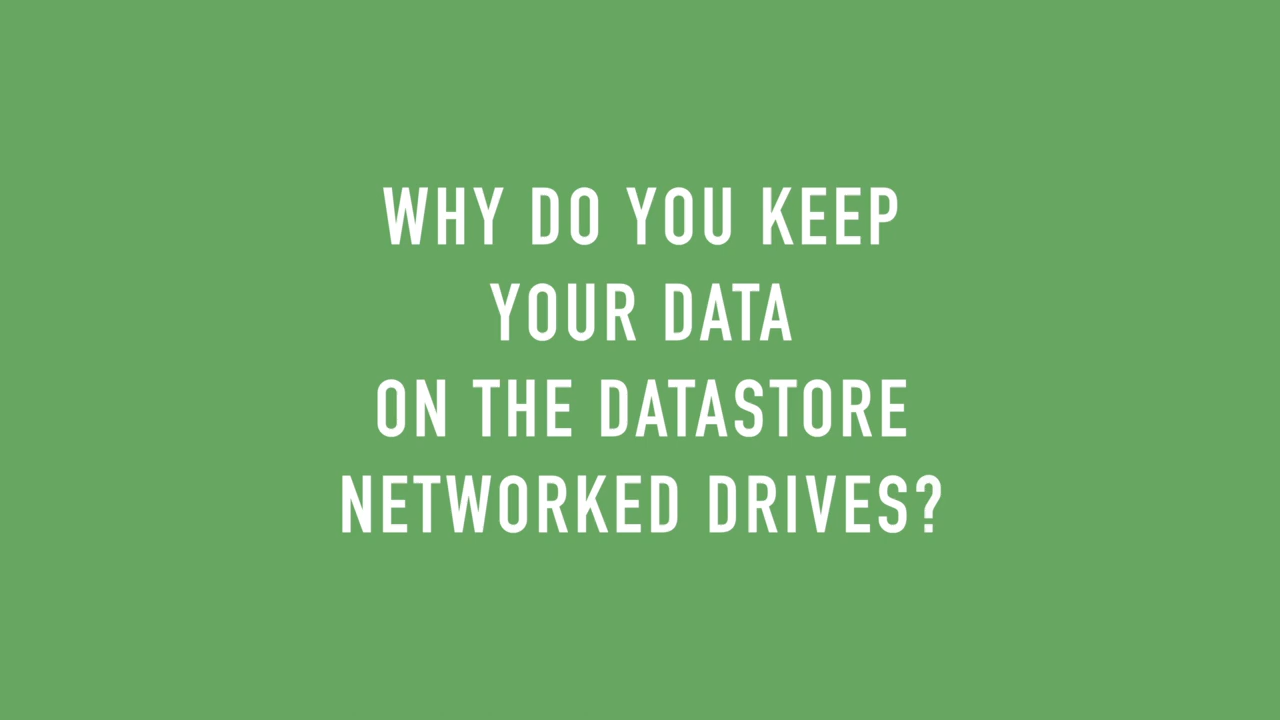 WHY DO YOU KEEP
YOUR DATA
ON THE DATASTORE
NETWORKED DRIVES?